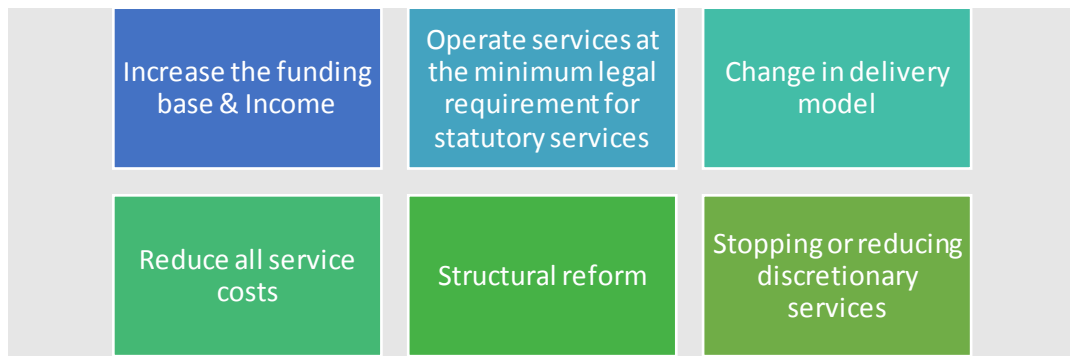 Increase the funding
base & Income
Operate services at
the minimum legal
requirement for
statutory services
Change in delivery
model
Reduce all service
costs
Structural reform
Stopping or reducing
discretionary
services